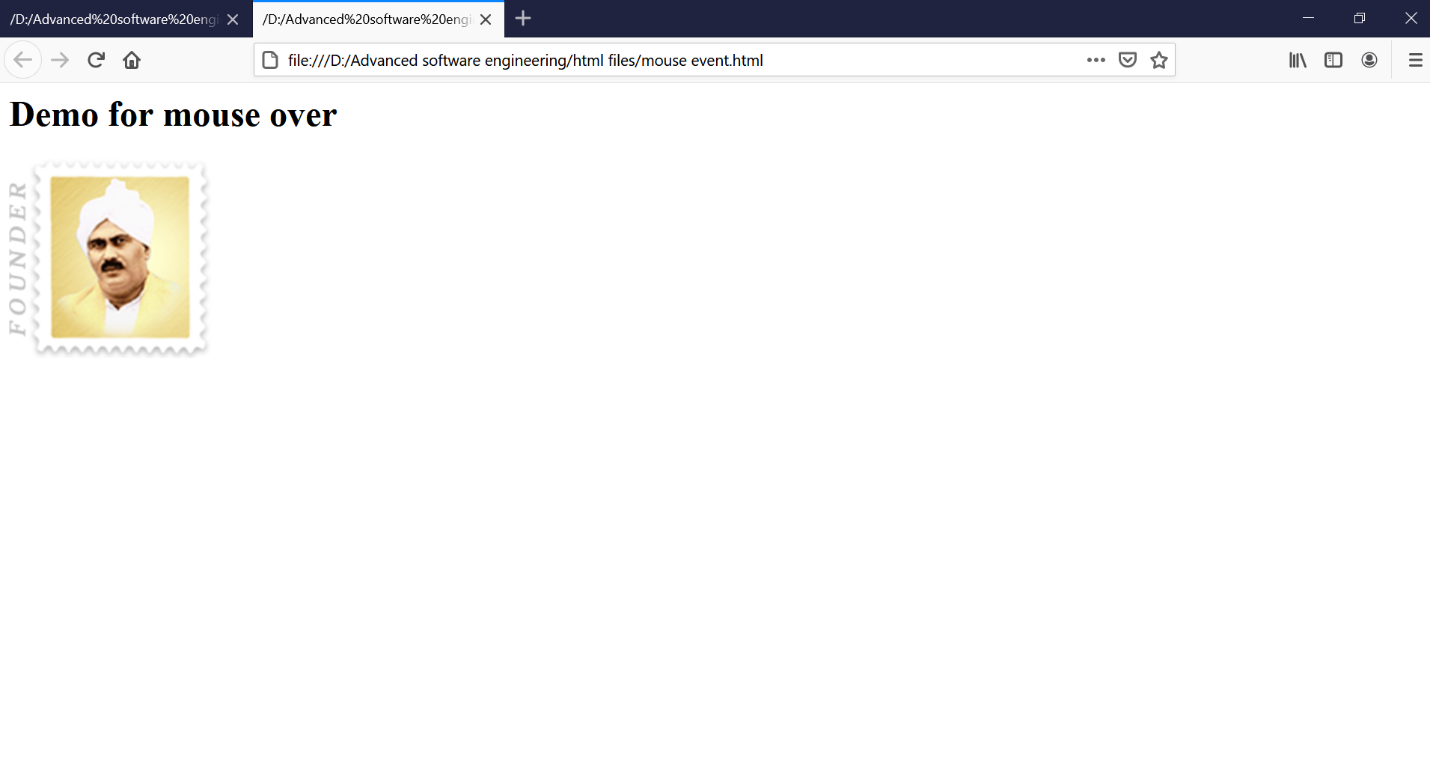 /D:/Advanced%20software%20engi
/D:/Advanced%20software%20engi
file:///D:/Advanced software engineering/html files/mouse event.html
Demo for mouse over
FOUNDER